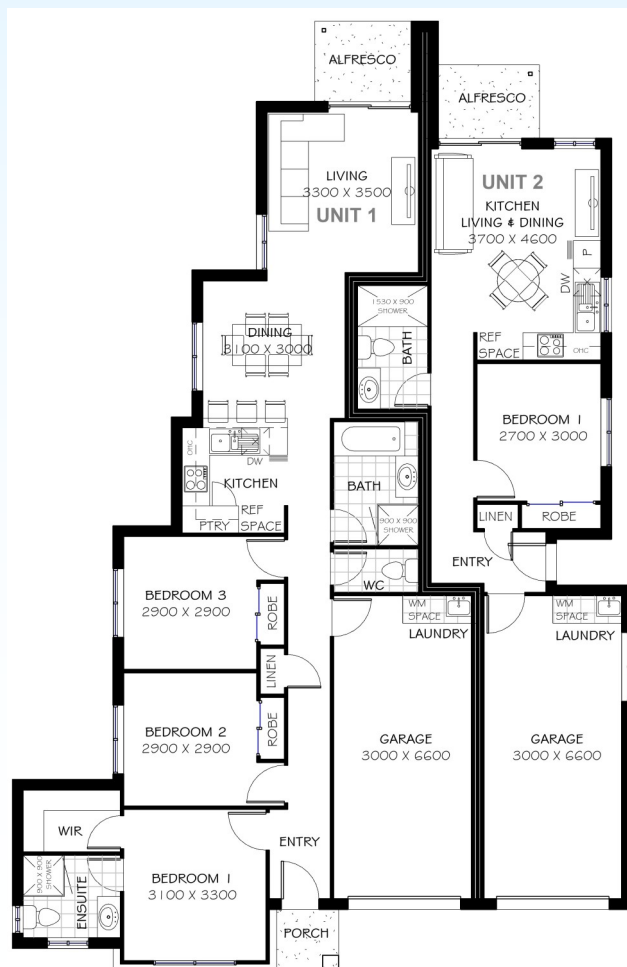 ALFRESCO
ALFRESCO
LIVING
3300 X 3500
UNIT 1
UNIT 2
KITCHEN
LIVING & DINING
3700 X 4600
P
DW
1530 X 900
SHOWER
BATH
REF
SPACE
OHC
DINING
3100 X 3000
BEDROOM 1
2700 X 3000
OHC
DW
KITCHEN
PTRY
REF
SPACE
BATH
900 X 900
SHOWER
LINEN
ROBE
ENTRY
WC
BEDROOM 3
2900 X 2900
ROBE
WM
SPACE
LAUNDRY
WM
SPACE
LAUNDRY
LINEN
BEDROOM 2
2900 X 2900
ROBE
GARAGE
3000 X 6600
GARAGE
3000 X 6600
WIR
ENTRY
900 X 900
SHOWER
ENSUITE
BEDROOM 1
3100 X 3300
PORCH